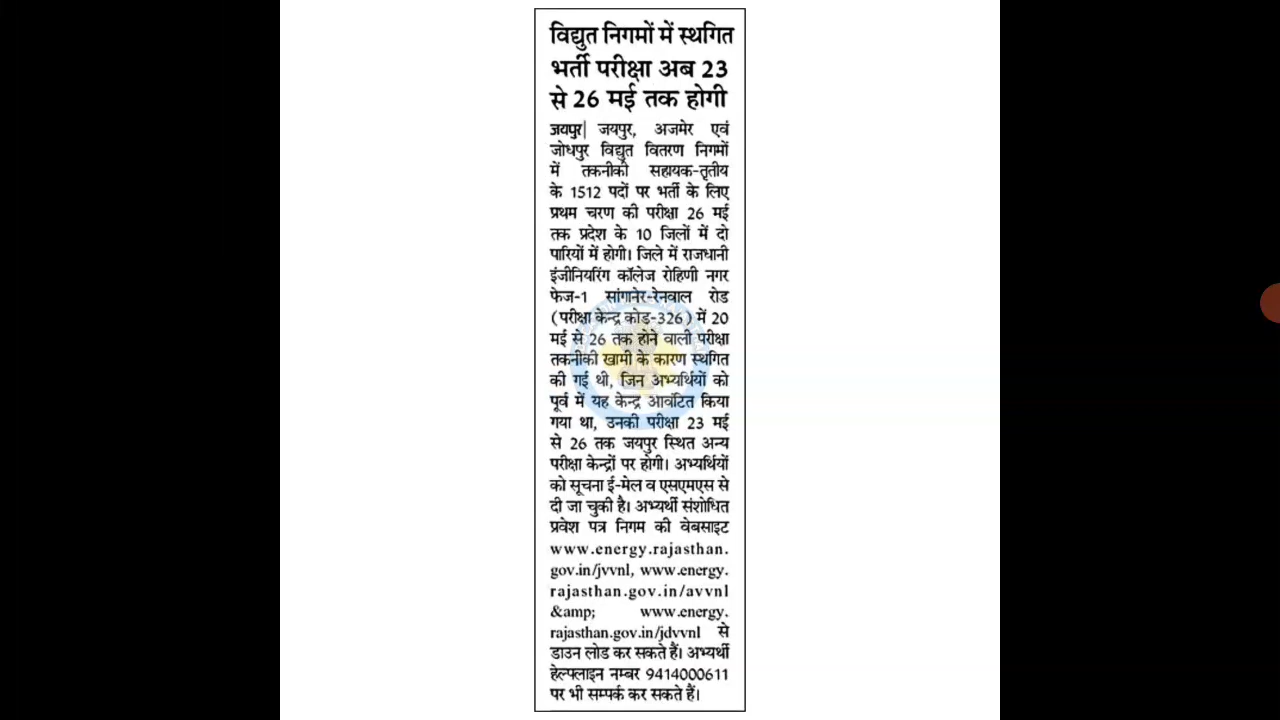 विद्युत निगमों में स्थगित
भर्ती परीक्षा अब 23
से 26 मई तक होगी
जयपुर| जयपुर, अजमेर एवं
जोधपुर विद्युत वितरण निगमों
में तकनीकी सहायक-तृतीय
के 1512 पदों पर भर्ती के लिए
प्रथम चरण की परीक्षा 26 मई
तक प्रदेश के 10 जिलों में दो
पारियों में होगी। जिले में राजधानी
इंजीनियरिंग कॉलेज रोहिणी नगर
फेज-1 सांगानेर-रेनवाल रोड
(परीक्षा केन्द्र कोड-326) में 20
मई से 26 तक होने वाली परीक्षा
तकनीकी खामी के कारण स्थगित
की गई थी, जिन अभ्यर्थियों को
पूर्व में यह केन्द्र आवंटित किया
गया था, उनकी परीक्षा 23 मई
से 26 तक जयपुर स्थित अन्य
परीक्षा केन्द्रों पर होगी। अभ्यर्थियों
को सूचना ई-मेल व एसएमएस से
दी जा चुकी है। अभ्यर्थी संशोधित
प्रवेश पत्र निगम की वेबसाइट
www.energy.rajasthan.
gov.in/jvvnl, www.energy.
rajasthan.gov.in/avvnl
&amp; www.energy.
rajasthan.gov.in/jdvvnl से
डाउन लोड कर सकते हैं। अभ्यर्थी
हेल्पलाइन नम्बर 9414000611
पर भी सम्पर्क कर सकते हैं।